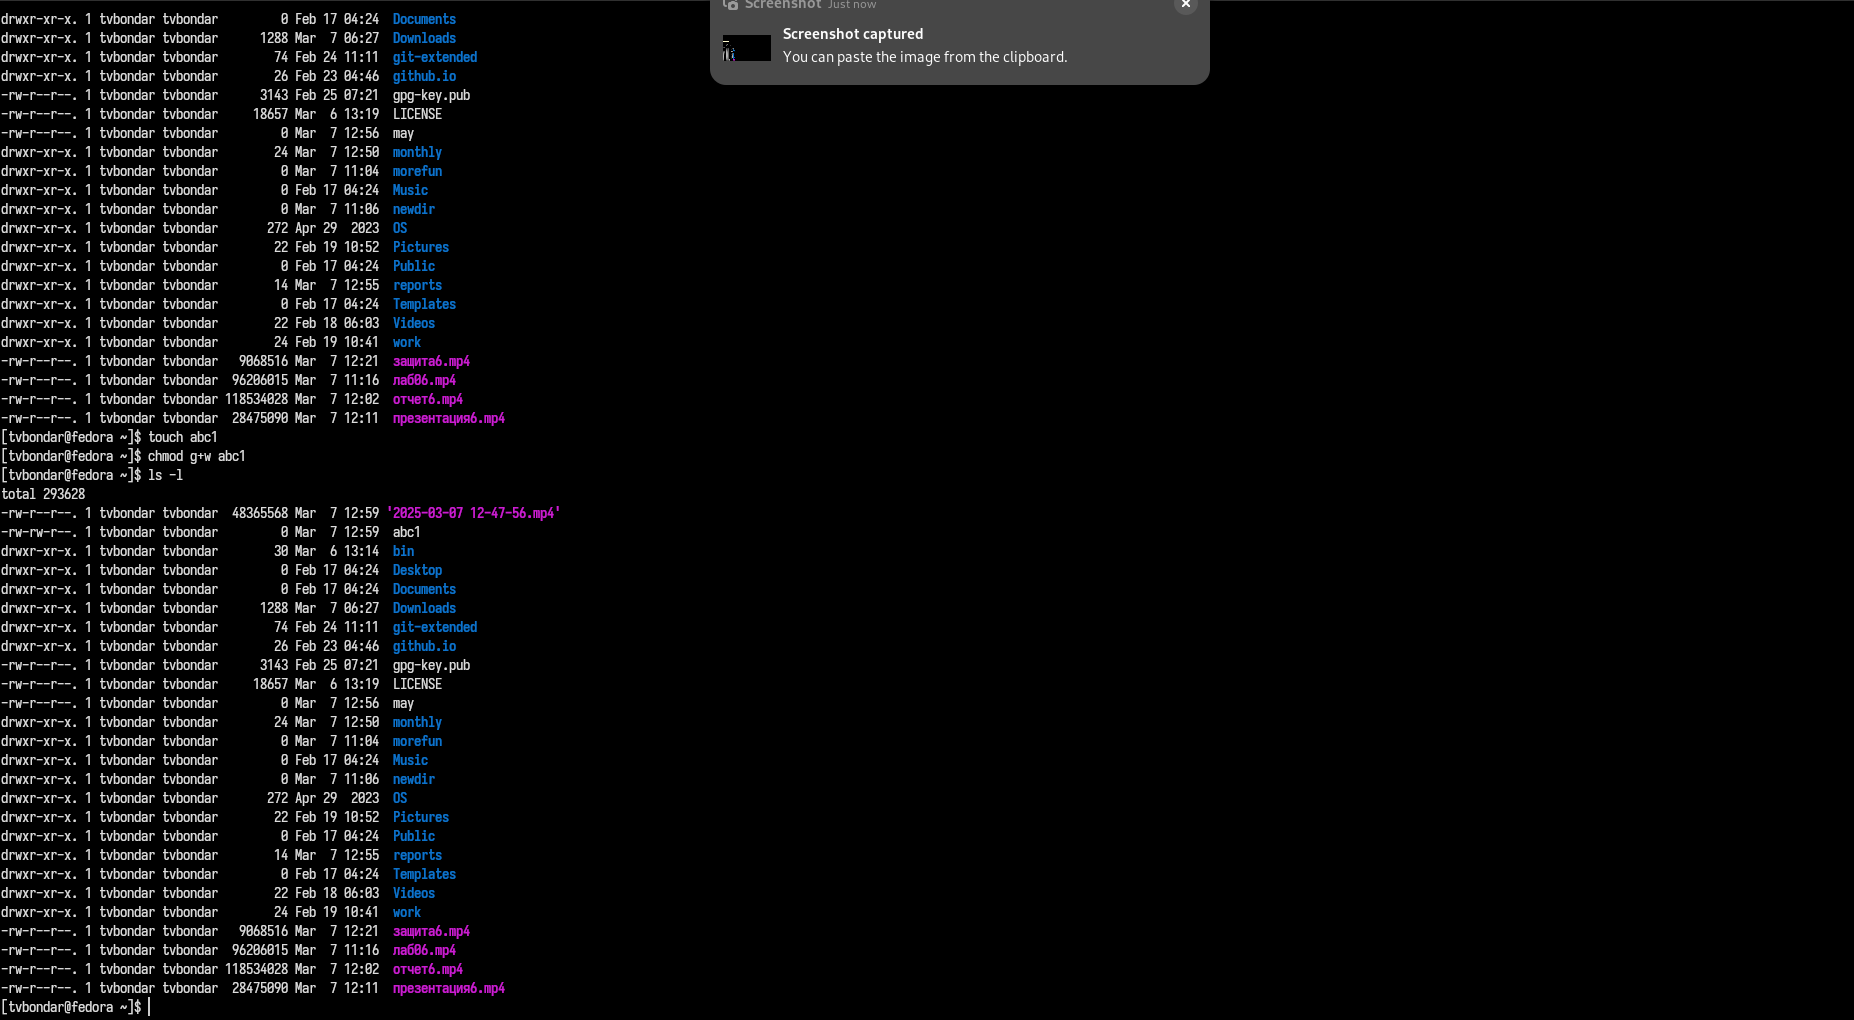 Screenshot Just now
Screenshot captured
You can paste the image from the clipboard.
drwxr-xr-x. 1 tvbondar tvbondar         0 Feb 17 04:24  Documents
drwxr-xr-x. 1 tvbondar tvbondar      1288 Mar  7 06:27  Downloads
drwxr-xr-x. 1 tvbondar tvbondar        74 Feb 24 11:11  git-extended
drwxr-xr-x. 1 tvbondar tvbondar        26 Feb 23 04:46  github.io
-rw-r--r--. 1 tvbondar tvbondar      3143 Feb 25 07:21  gpg-key.pub
-rw-r--r--. 1 tvbondar tvbondar     18657 Mar  6 13:19  LICENSE
-rw-r--r--. 1 tvbondar tvbondar         0 Mar  7 12:56  may
drwxr-xr-x. 1 tvbondar tvbondar        24 Mar  7 12:50  monthly
drwxr-xr-x. 1 tvbondar tvbondar         0 Mar  7 11:04  morefun
drwxr-xr-x. 1 tvbondar tvbondar         0 Feb 17 04:24  Music
drwxr-xr-x. 1 tvbondar tvbondar         0 Mar  7 11:06  newdir
drwxr-xr-x. 1 tvbondar tvbondar       272 Apr 29  2023  OS
drwxr-xr-x. 1 tvbondar tvbondar        22 Feb 19 10:52  Pictures
drwxr-xr-x. 1 tvbondar tvbondar         0 Feb 17 04:24  Public
drwxr-xr-x. 1 tvbondar tvbondar        14 Mar  7 12:55  reports
drwxr-xr-x. 1 tvbondar tvbondar         0 Feb 17 04:24  Templates
drwxr-xr-x. 1 tvbondar tvbondar        22 Feb 18 06:03  Videos
drwxr-xr-x. 1 tvbondar tvbondar        24 Feb 19 10:41  work
-rw-r--r--. 1 tvbondar tvbondar   9068516 Mar  7 12:21  защита6.mp4
-rw-r--r--. 1 tvbondar tvbondar  96206015 Mar  7 11:16  лаб06.mp4
-rw-r--r--. 1 tvbondar tvbondar 118534028 Mar  7 12:02  отчет6.mp4
-rw-r--r--. 1 tvbondar tvbondar  28475090 Mar  7 12:11  презентация6.mp4
[tvbondar@fedora ~]$ touch abc1
[tvbondar@fedora ~]$ chmod g+w abc1
[tvbondar@fedora ~]$ ls -l
total 293628
-rw-r--r--. 1 tvbondar tvbondar  48365568 Mar  7 12:59 '2025-03-07 12-47-56.mp4'
-rw-rw-r--. 1 tvbondar tvbondar         0 Mar  7 12:59  abc1
drwxr-xr-x. 1 tvbondar tvbondar        30 Mar  6 13:14  bin
drwxr-xr-x. 1 tvbondar tvbondar         0 Feb 17 04:24  Desktop
drwxr-xr-x. 1 tvbondar tvbondar         0 Feb 17 04:24  Documents
drwxr-xr-x. 1 tvbondar tvbondar      1288 Mar  7 06:27  Downloads
drwxr-xr-x. 1 tvbondar tvbondar        74 Feb 24 11:11  git-extended
drwxr-xr-x. 1 tvbondar tvbondar        26 Feb 23 04:46  github.io
-rw-r--r--. 1 tvbondar tvbondar      3143 Feb 25 07:21  gpg-key.pub
-rw-r--r--. 1 tvbondar tvbondar     18657 Mar  6 13:19  LICENSE
-rw-r--r--. 1 tvbondar tvbondar         0 Mar  7 12:56  may
drwxr-xr-x. 1 tvbondar tvbondar        24 Mar  7 12:50  monthly
drwxr-xr-x. 1 tvbondar tvbondar         0 Mar  7 11:04  morefun
drwxr-xr-x. 1 tvbondar tvbondar         0 Feb 17 04:24  Music
drwxr-xr-x. 1 tvbondar tvbondar         0 Mar  7 11:06  newdir
drwxr-xr-x. 1 tvbondar tvbondar       272 Apr 29  2023  OS
drwxr-xr-x. 1 tvbondar tvbondar        22 Feb 19 10:52  Pictures
drwxr-xr-x. 1 tvbondar tvbondar         0 Feb 17 04:24  Public
drwxr-xr-x. 1 tvbondar tvbondar        14 Mar  7 12:55  reports
drwxr-xr-x. 1 tvbondar tvbondar         0 Feb 17 04:24  Templates
drwxr-xr-x. 1 tvbondar tvbondar        22 Feb 18 06:03  Videos
drwxr-xr-x. 1 tvbondar tvbondar        24 Feb 19 10:41  work
-rw-r--r--. 1 tvbondar tvbondar   9068516 Mar  7 12:21  защита6.mp4
-rw-r--r--. 1 tvbondar tvbondar  96206015 Mar  7 11:16  лаб06.mp4
-rw-r--r--. 1 tvbondar tvbondar 118534028 Mar  7 12:02  отчет6.mp4
-rw-r--r--. 1 tvbondar tvbondar  28475090 Mar  7 12:11  презентация6.mp4
[tvbondar@fedora ~]$